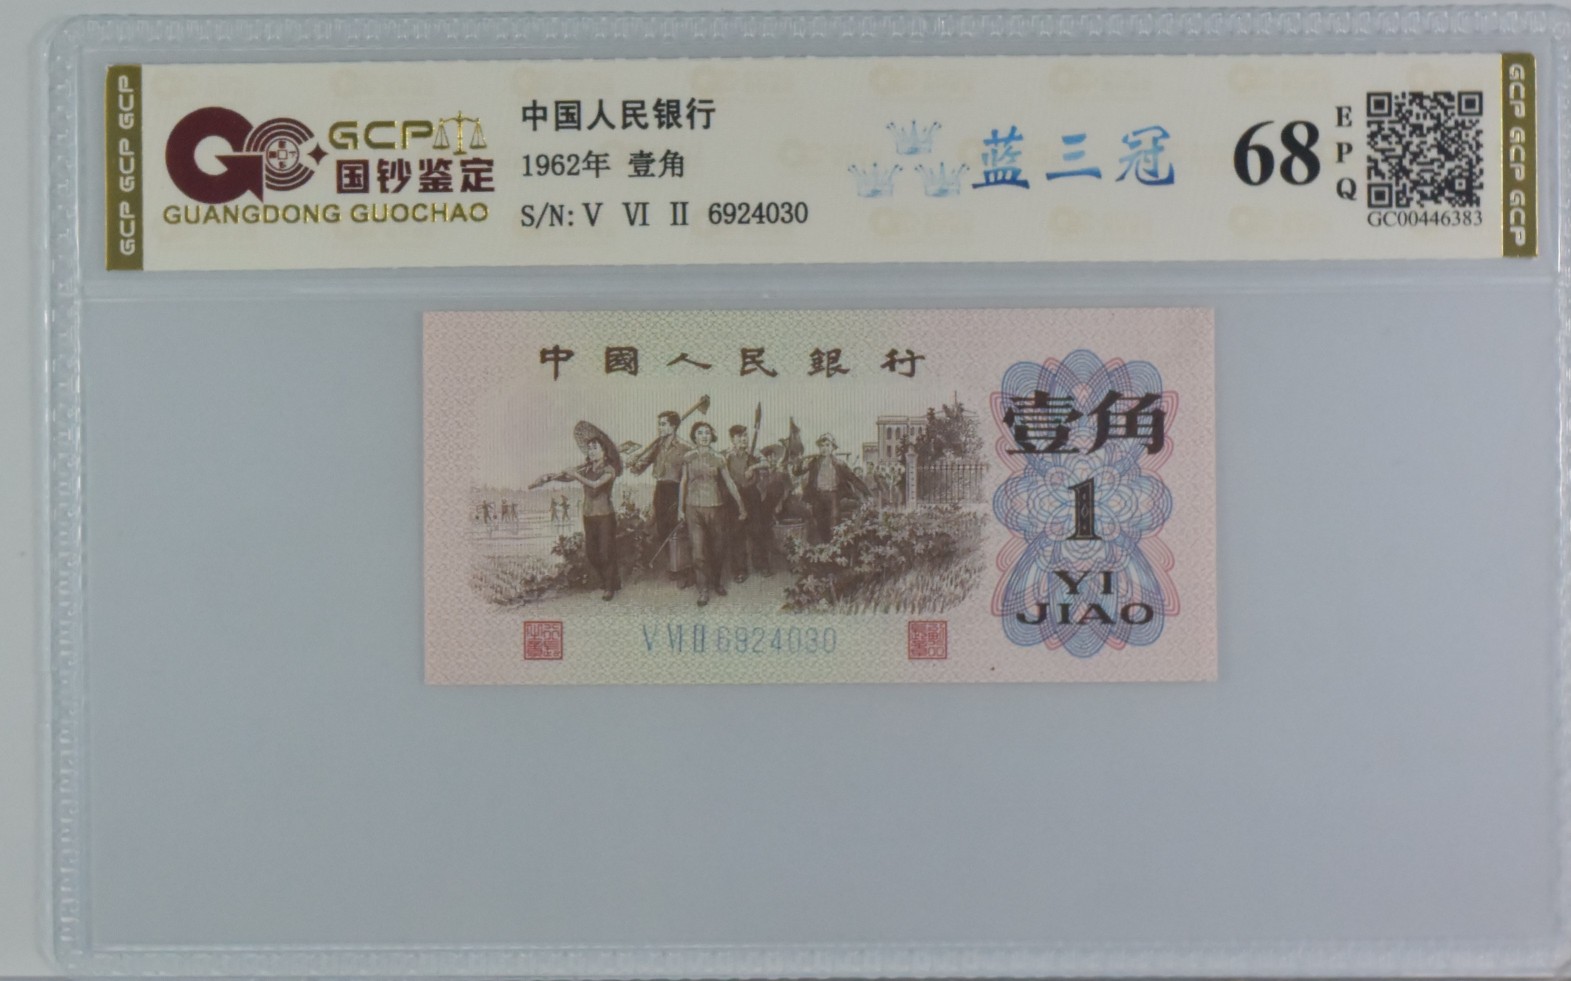 GCP GCP GCP
GCP
国钞鉴定
GUANGDONG GUOCHAO
中国人民银行
1962年 壹角
S/N: V VI II 6924030
蓝三冠
68
EPQ
GC00446383
GCP GCP GCP
中國人民銀行
壹角
1
YI
JIAO
V VI II 6924030